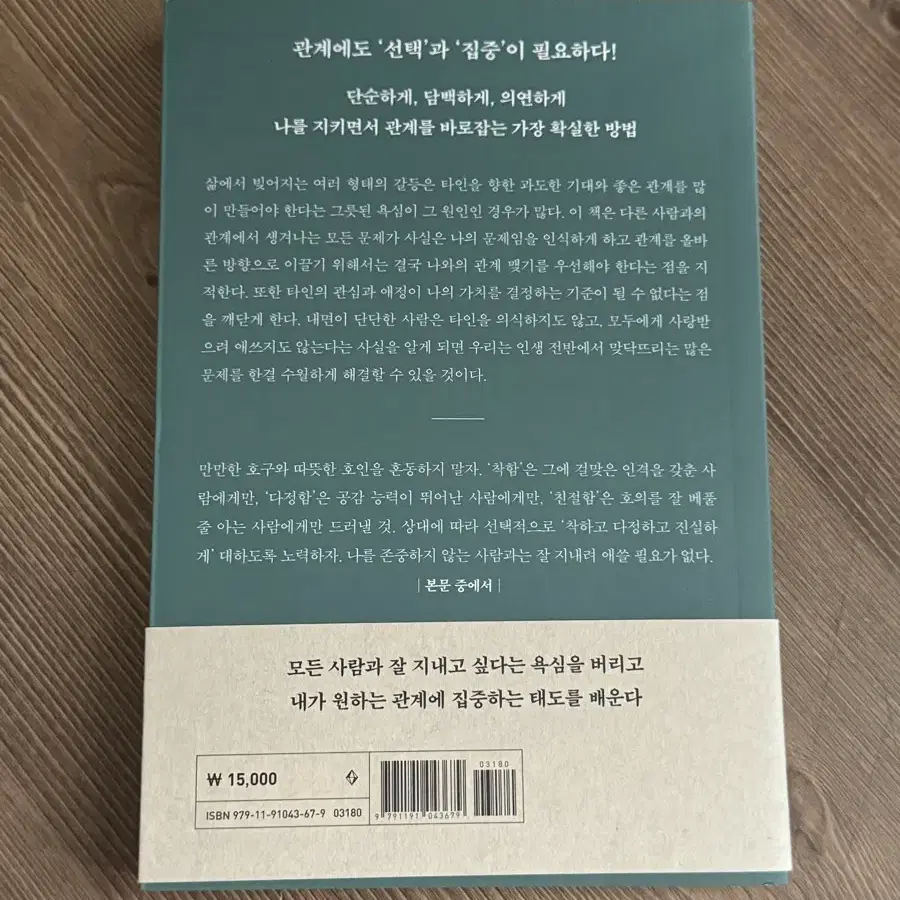 관계에도 ‘선택’과 ‘집중’이 필요하다!
단순하게, 담백하게, 의연하게
나를 지키면서 관계를 바로잡는 가장 확실한 방법
삶에서 빚어지는 여러 형태의 갈등은 타인을 향한 과도한 기대와 좋은 관계를 많
이 만들어야 한다는 그릇된 욕심이 그 원인인 경우가 많다. 이 책은 다른 사람과의
관계에서 생겨나는 모든 문제가 사실은 나의 문제임을 인식하게 하고 관계를 올바
른 방향으로 이끌기 위해서는 결국 나와의 관계 맺기를 우선해야 한다는 점을 지
적한다. 또한 타인의 관심과 애정이 나의 가치를 결정하는 기준이 될 수 없다는 점
을 깨닫게 한다. 내면이 단단한 사람은 타인을 의식하지도 않고, 모두에게 사랑받
으려 애쓰지도 않는다는 사실을 알게 되면 우리는 인생 전반에서 맞닥뜨리는 많은
문제를 한결 수월하게 해결할 수 있을 것이다.
만만한 호구와 따뜻한 호인을 혼동하지 말자. ‘착함’은 그에 걸맞은 인격을 갖춘 사
람에게만, ‘다정함’은 공감 능력이 뛰어난 사람에게만, ‘친절함’은 호의를 잘 베풀
줄 아는 사람에게만 드러낼 것. 상대에 따라 선택적으로 ‘착하고 다정하고 진실하
게’ 대하도록 노력하자. 나를 존중하지 않는 사람과는 잘 지내려 애쓸 필요가 없다.
| 본문 중에서 |
모든 사람과 잘 지내고 싶다는 욕심을 버리고
내가 원하는 관계에 집중하는 태도를 배운다
₩ 15,000
ISBN 979-11-91043-67-9 03180
03180
9 791191 043679